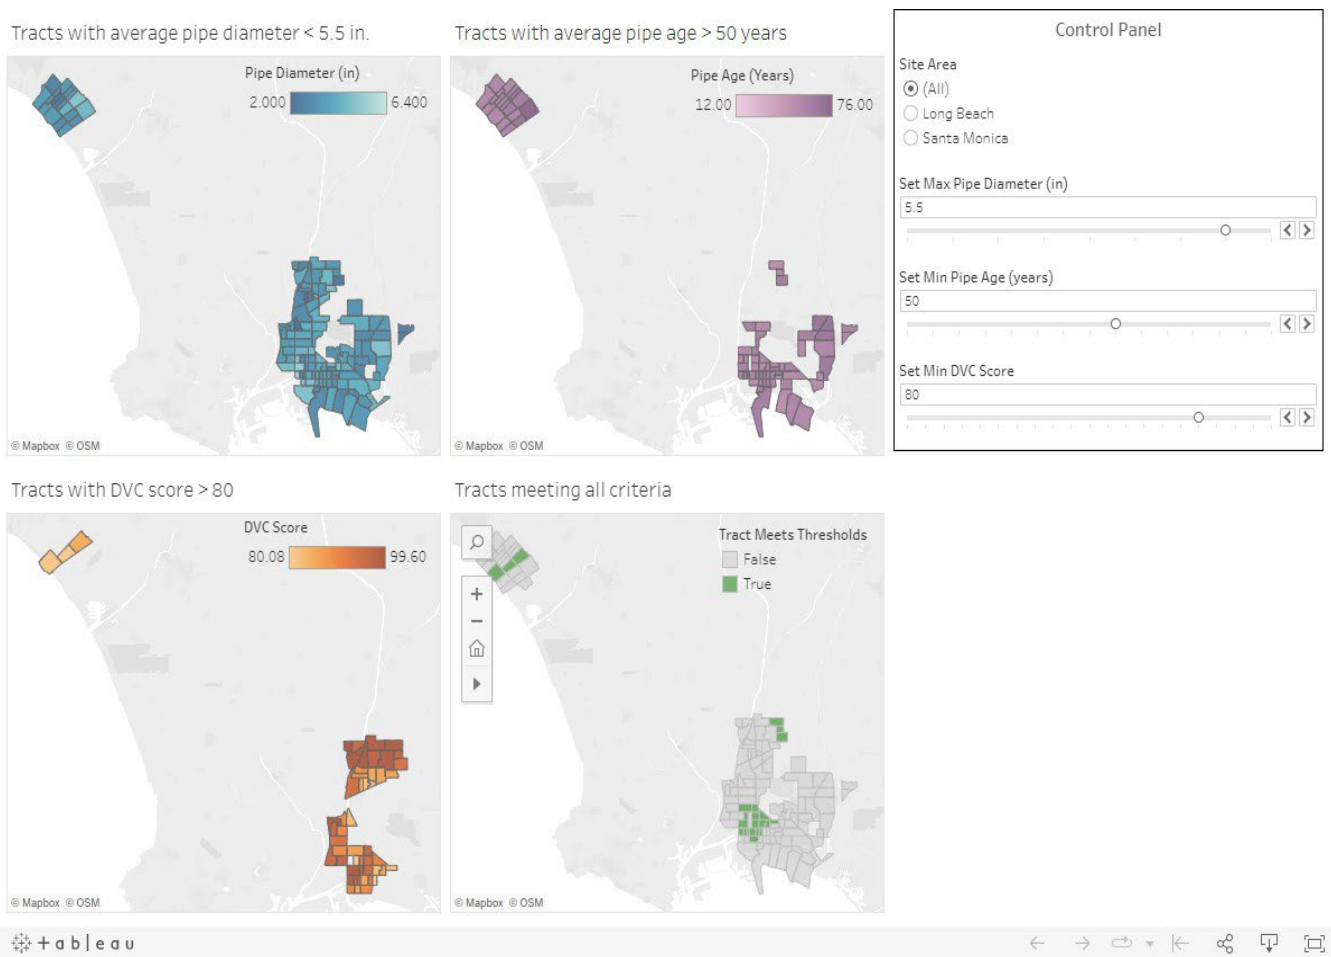 Tracts with average pipe diameter < 5.5 in.
Pipe Diameter (in)
2.000 6.400
© Mapbox © OSM
Tracts with average pipe age > 50 years
Pipe Age (Years)
12.00 76.00
© Mapbox © OSM
Control Panel
Site Area
(All)
Long Beach
Santa Monica
Set Max Pipe Diameter (in)
5.5
Set Min Pipe Age (years)
50
Set Min DVC Score
80
Tracts with DVC score > 80
DVC Score
80.08 99.60
© Mapbox © OSM
Tracts meeting all criteria
Tract Meets Thresholds
False
True
© Mapbox © OSM
+ a b l e a u